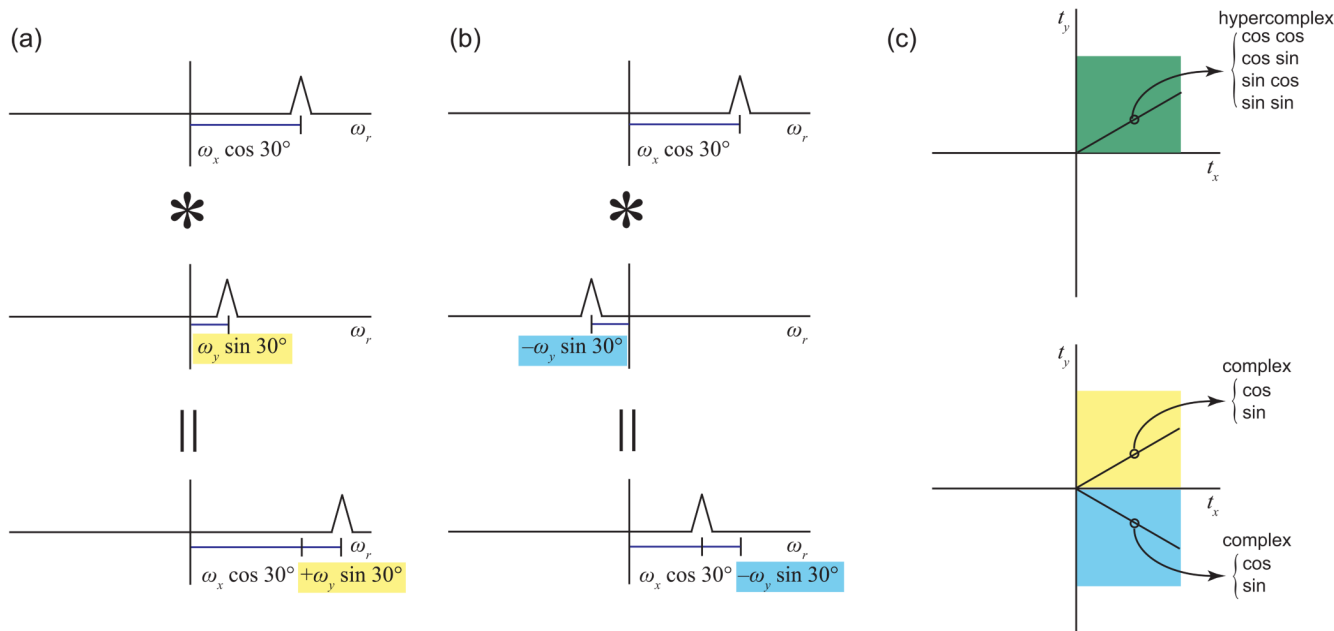 (a)
ω_r
ω_x cos 30°
*
ω_r
ω_y sin 30°
=
ω_r
ω_x cos 30° +ω_y sin 30°
(b)
ω_r
ω_x cos 30°
*
ω_r
–ω_y sin 30°
=
ω_r
ω_x cos 30° –ω_y sin 30°
(c)
t_y
hypercomplex
cos cos
cos sin
sin cos
sin sin
t_x
t_y
complex
cos
sin
t_x
complex
cos
sin